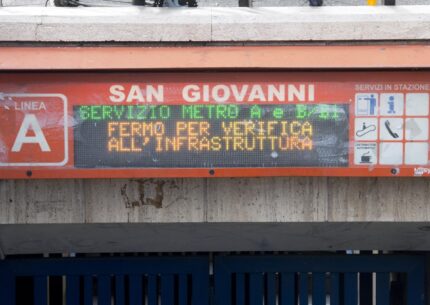 SAN GIOVANNI
SERVIZI IN STAZIONE
LINEA
A
SERVIZIO METRO A e B/B1
FERMO PER VERIFICA
ALL'INFRASTRUTTURA